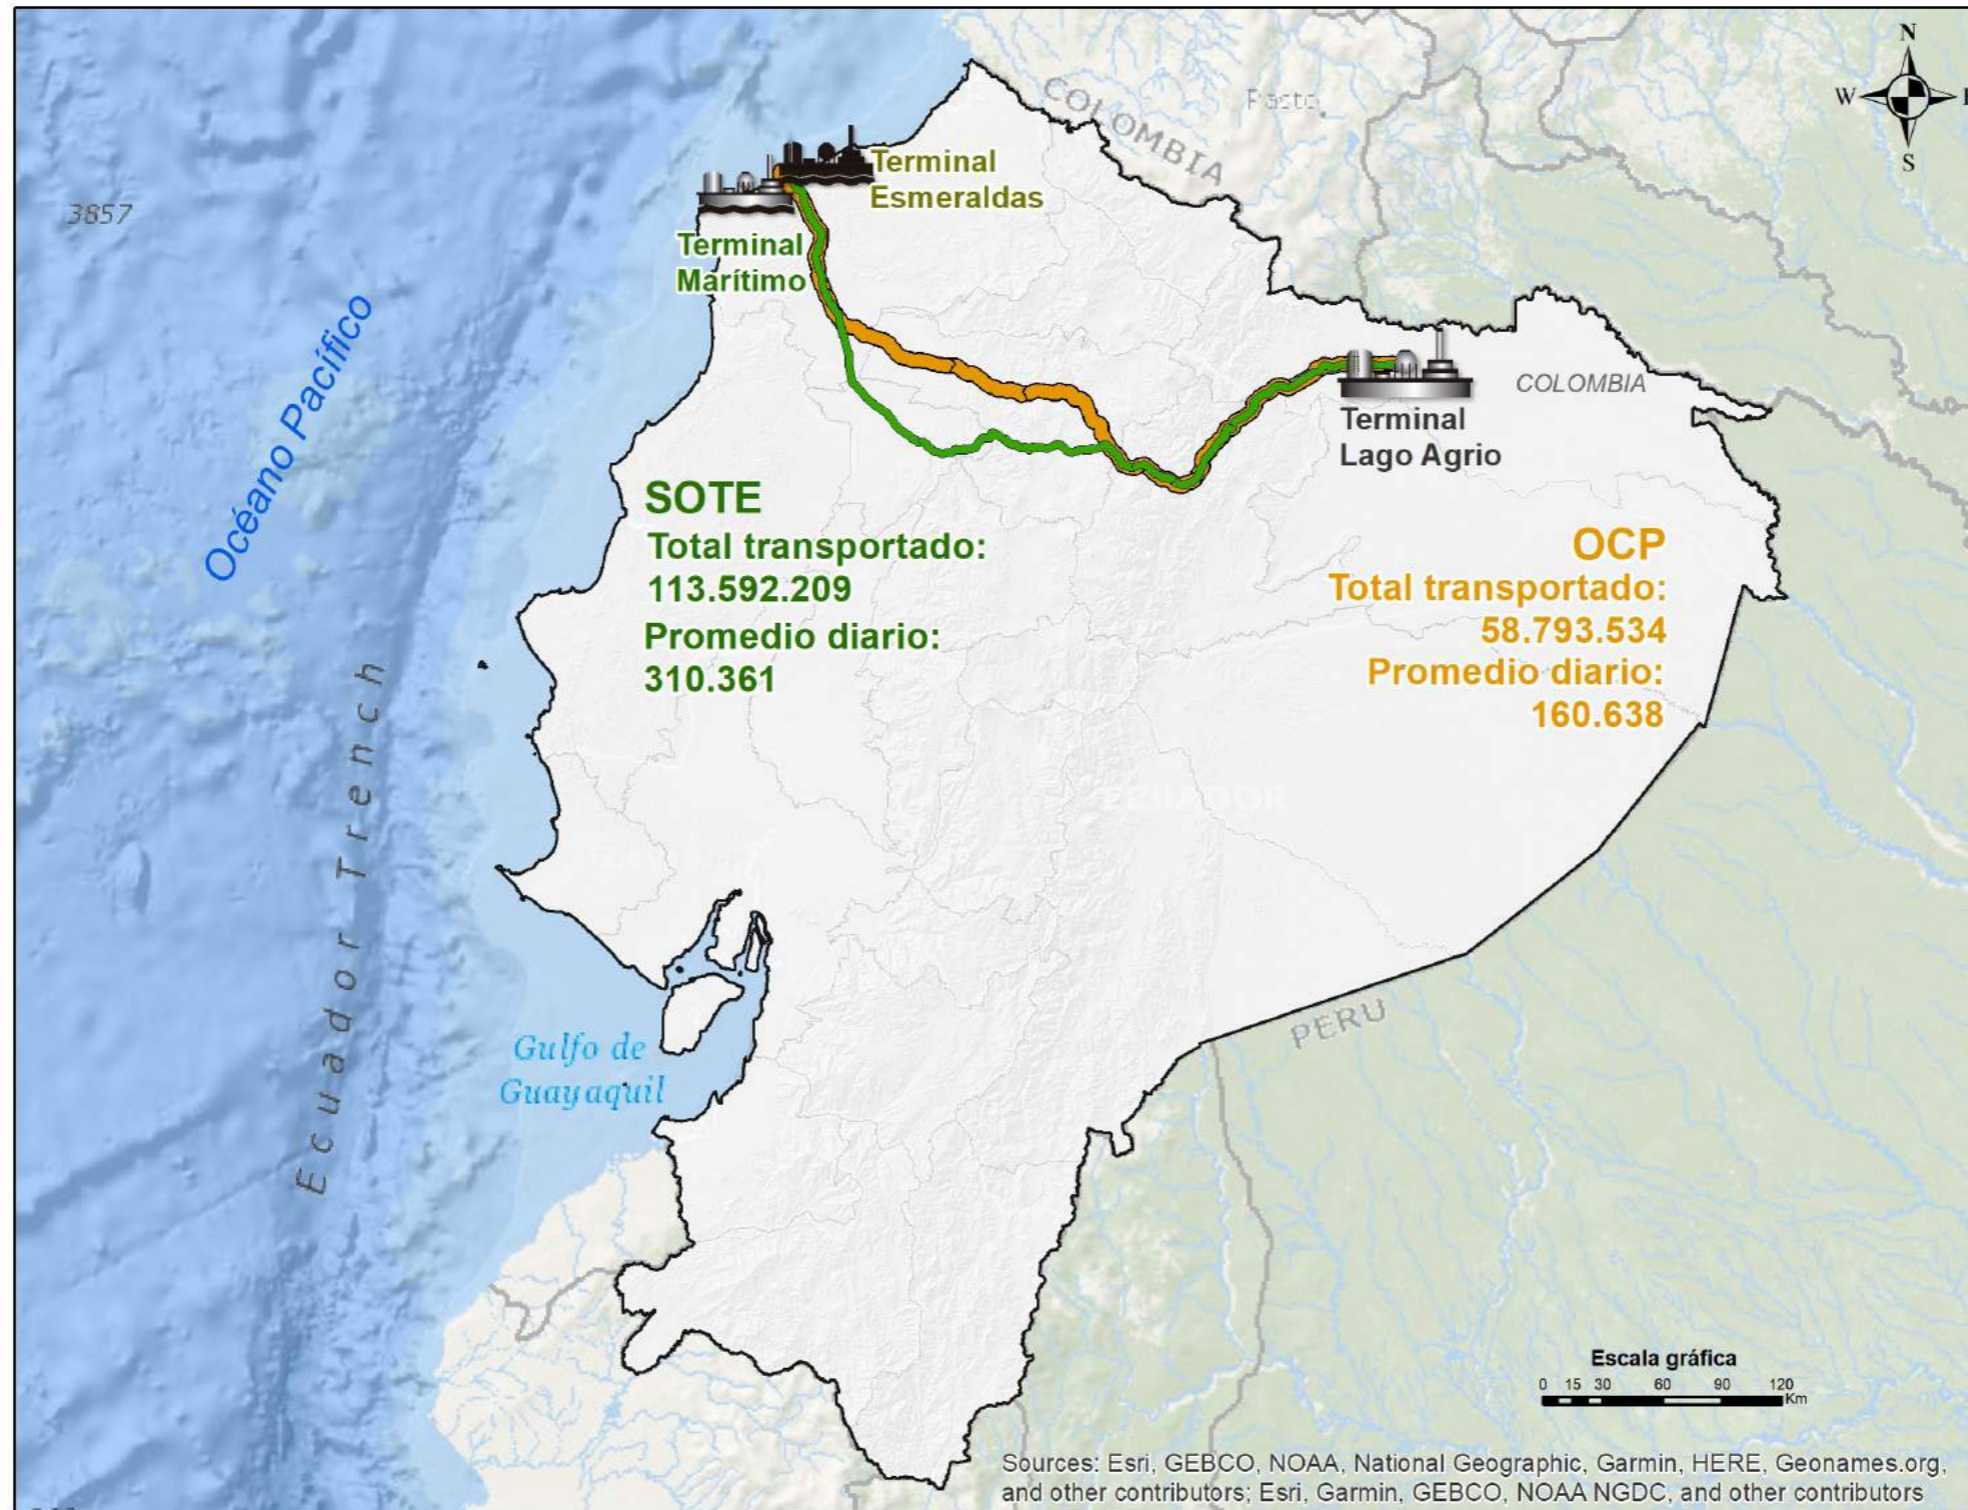 N
W
S
COLOMBIA
Pasto
Terminal
Esmeraldas
3857
Terminal
Marítimo
Océano Pacífico
COLOMBIA
Terminal
Lago Agrio
SOTE
Total transportado:
113.592.209
Promedio diario:
310.361
OCP
Total transportado:
58.793.534
Promedio diario:
160.638
Ecuador Trench
ECUADOR
Gulfo de
Guayaquil
PERU
Escala gráfica
0 15 30 60 90 120
Km
Sources: Esri, GEBCO, NOAA, National Geographic, Garmin, HERE, Geonames.org,
and other contributors; Esri, Garmin, GEBCO, NOAA NGDC, and other contributors